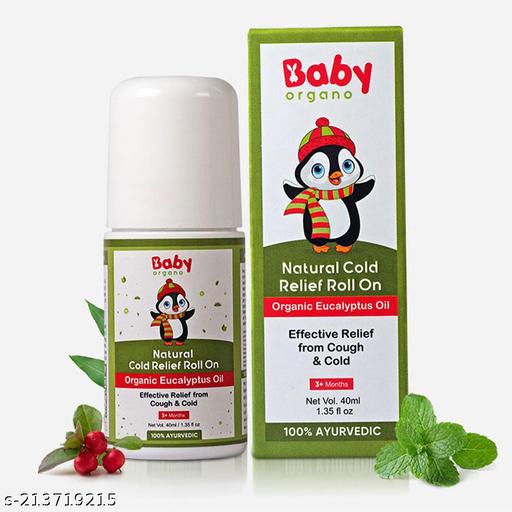 Baby
organo
Natural Cold
Relief Roll On
Organic Eucalyptus Oil
Effective Relief
from Cough
& Cold
3+ Months
Net Vol. 40ml
1.35 fl oz
100% AYURVEDIC
Baby
organo
Natural
Cold Relief Roll On
Organic Eucalyptus Oil
Effective Relief from
Cough & Cold
3+ Months
Net Vol. 40ml / 1.35 fl oz
100% AYURVEDIC
s-213719215